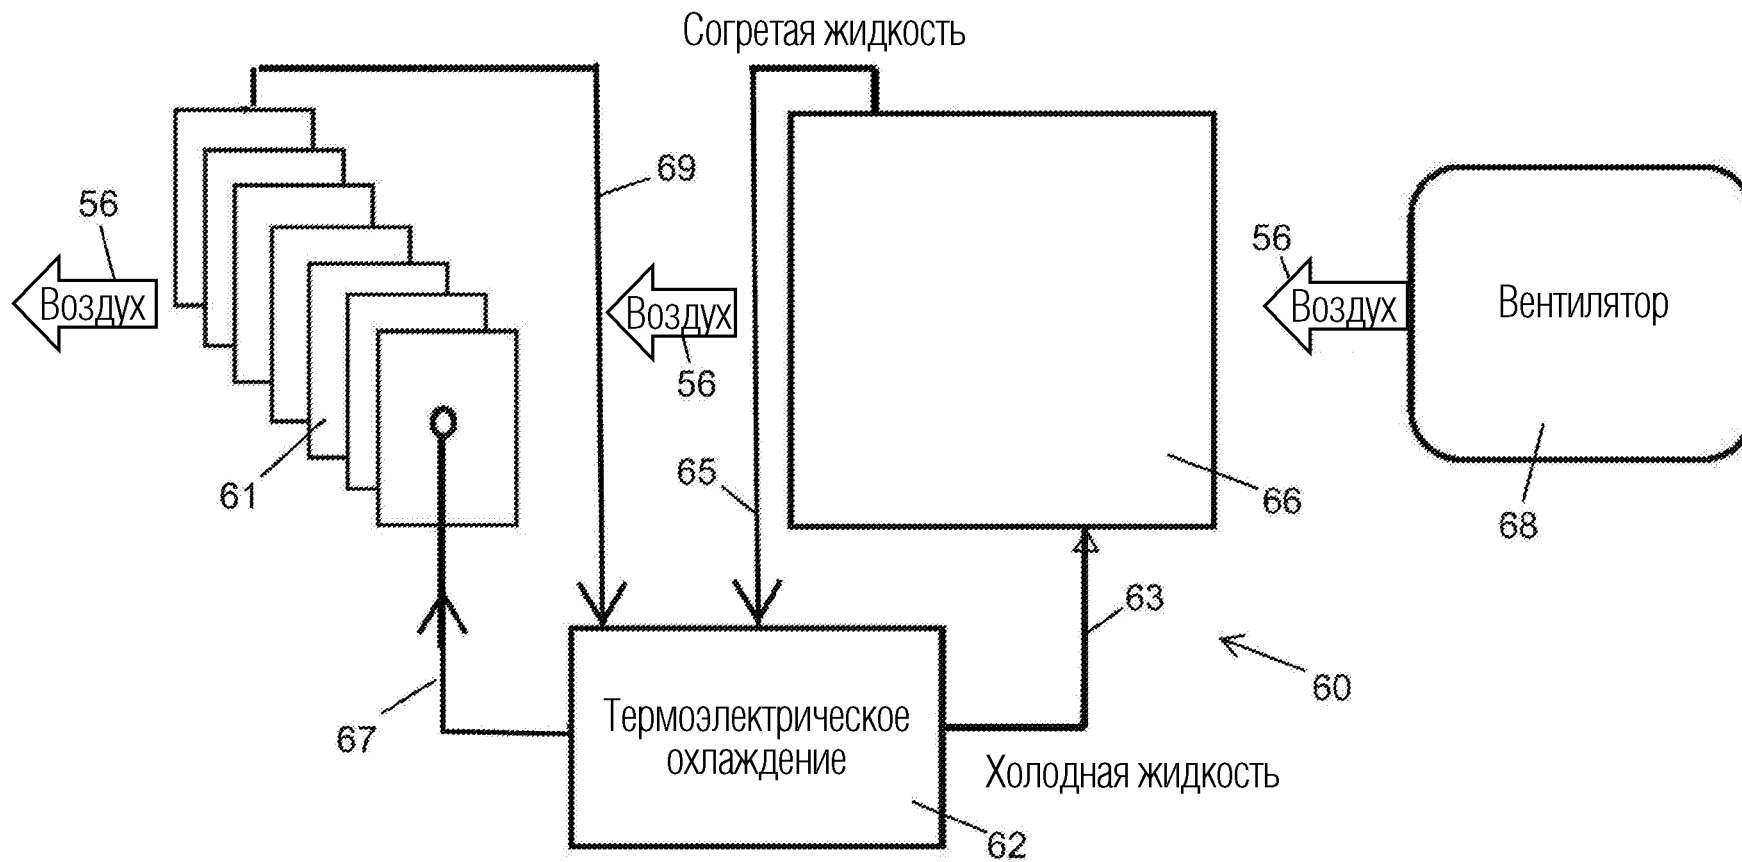 Согретая жидкость
69
56
Воздух
56
Воздух
56
56
Воздух
Вентилятор
61
65
66
68
63
60
67
Термоэлектрическое
охлаждение
Холодная жидкость
62